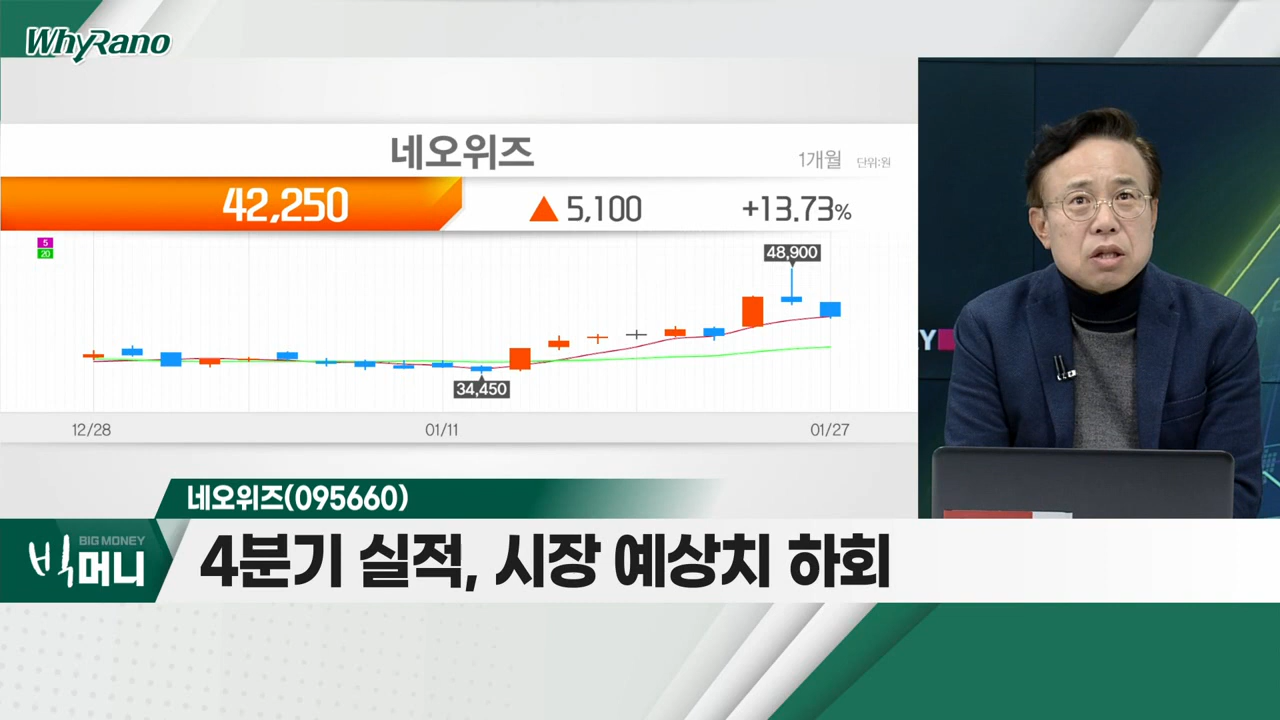 WhyRano
네오위즈
1개월 단위:원
42,250 ▲5,100 +13.73%
5
20
48,900
34,450
12/28 01/11 01/27
Y
네오위즈(095660)
BIG MONEY
빅머니
4분기 실적, 시장 예상치 하회